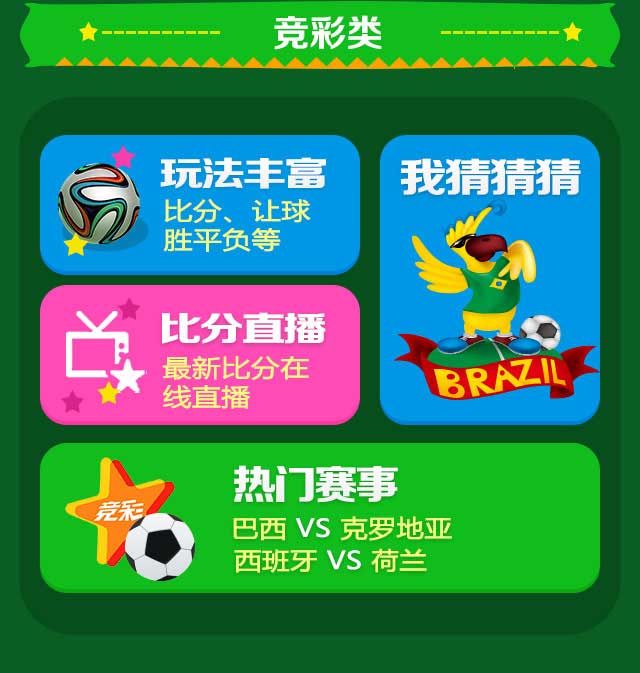 竞彩类
玩法丰富
比分、让球
胜平负等
我猜猜猜
BRAZIL
比分直播
最新比分在
线直播
竞彩
热门赛事
巴西 VS 克罗地亚
西班牙 VS 荷兰